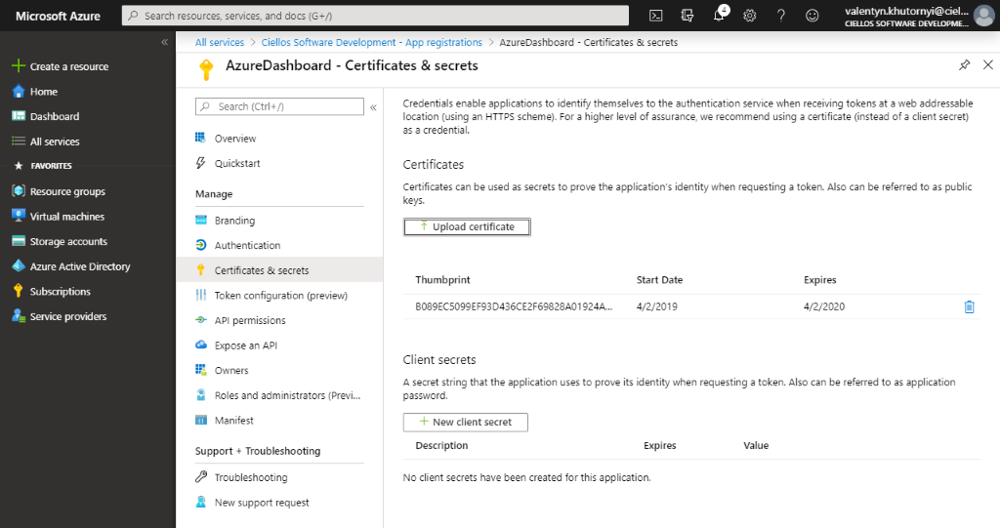 Microsoft Azure
Search resources, services, and docs (G+/)
4
valentyn.khutornyi@ciel...
CIELLOS SOFTWARE DEVELOPME...
«
Create a resource
Home
Dashboard
All services
FAVORITES
Resource groups
Virtual machines
Storage accounts
Azure Active Directory
Subscriptions
Service providers
All services > Ciellos Software Development - App registrations > AzureDashboard - Certificates & secrets
AzureDashboard - Certificates & secrets
Search (Ctrl+/)
«
Overview
Quickstart
Manage
Branding
Authentication
Certificates & secrets
Token configuration (preview)
API permissions
Expose an API
Owners
Roles and administrators (Previ...
Manifest
Support + Troubleshooting
Troubleshooting
New support request
Credentials enable applications to identify themselves to the authentication service when receiving tokens at a web addressable
location (using an HTTPS scheme). For a higher level of assurance, we recommend using a certificate (instead of a client secret)
as a credential.
Certificates
Certificates can be used as secrets to prove the application's identity when requesting a token. Also can be referred to as public
keys.
Upload certificate
Thumbprint Start Date Expires
B089EC5099EF93D436CE2F69828A01924A... 4/2/2019 4/2/2020
Client secrets
A secret string that the application uses to prove its identity when requesting a token. Also can be referred to as application
password.
New client secret
Description Expires Value
No client secrets have been created for this application.